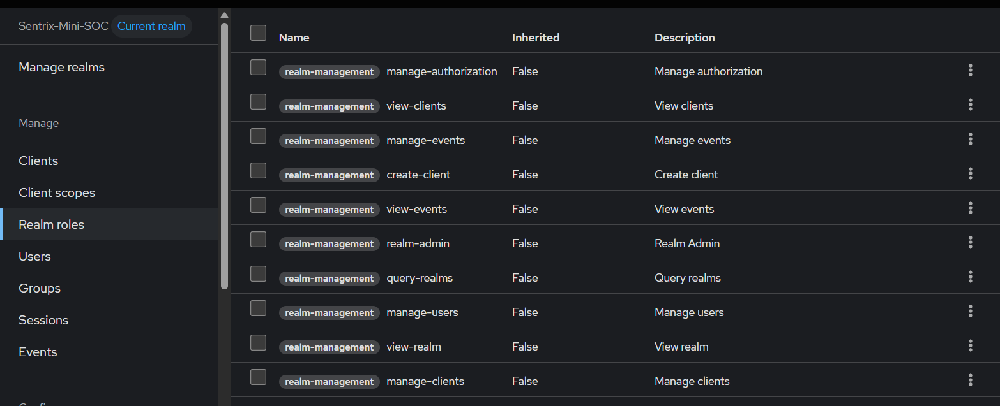 Sentrix-Mini-SOC Current realm
Manage realms
Manage
Clients
Client scopes
Realm roles
Users
Groups
Sessions
Events
Name Inherited Description
realm-management manage-authorization False Manage authorization
realm-management view-clients False View clients
realm-management manage-events False Manage events
realm-management create-client False Create client
realm-management view-events False View events
realm-management realm-admin False Realm Admin
realm-management query-realms False Query realms
realm-management manage-users False Manage users
realm-management view-realm False View realm
realm-management manage-clients False Manage clients